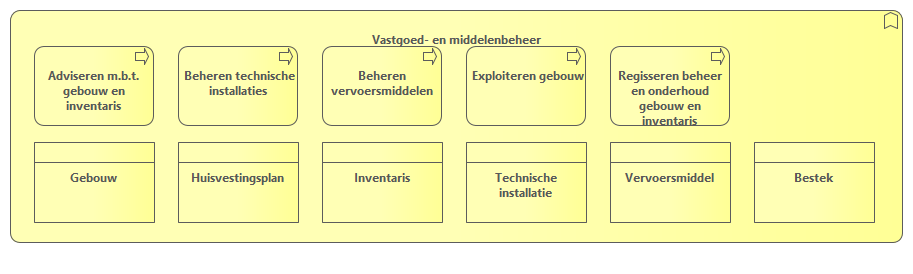 Vastgoed- en middelenbeheer
Adviseren m.b.t.
gebouw en
inventaris
Beheren technische
installaties
Beheren
vervoersmiddelen
Exploiteren gebouw
Regisseren beheer
en onderhoud
gebouw en
inventaris
Gebouw
Huisvestingsplan
Inventaris
Technische
installatie
Vervoersmiddel
Bestek